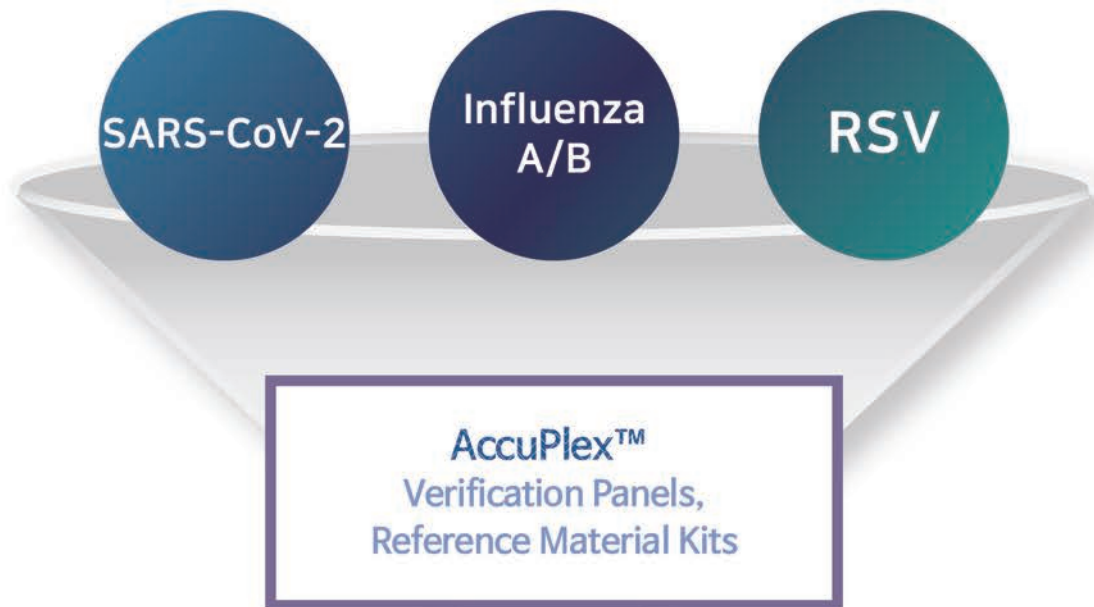 SARS-CoV-2
Influenza
A/B
RSV
AccuPlex™
Verification Panels,
Reference Material Kits